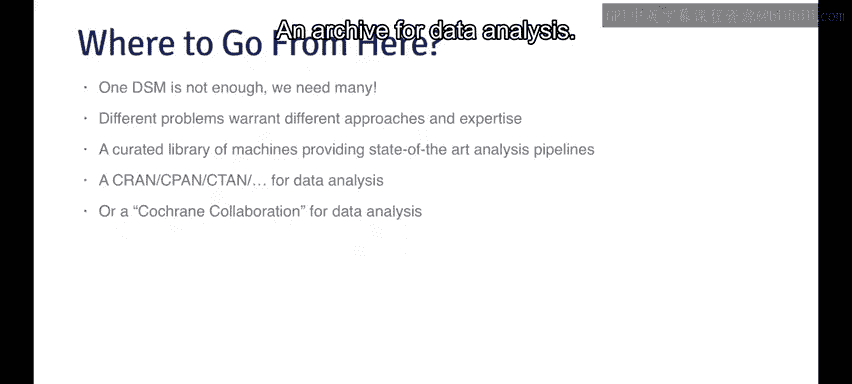 An archive for data analysis.
Where to Go From Here?
· One DSM is not enough, we need many!
· Different problems warrant different approaches and expertise
· A curated library of machines providing state-of-the art analysis pipelines
· A CRAN/CPAN/CTAN/… for data analysis
· Or a “Cochrane Collaboration” for data analysis